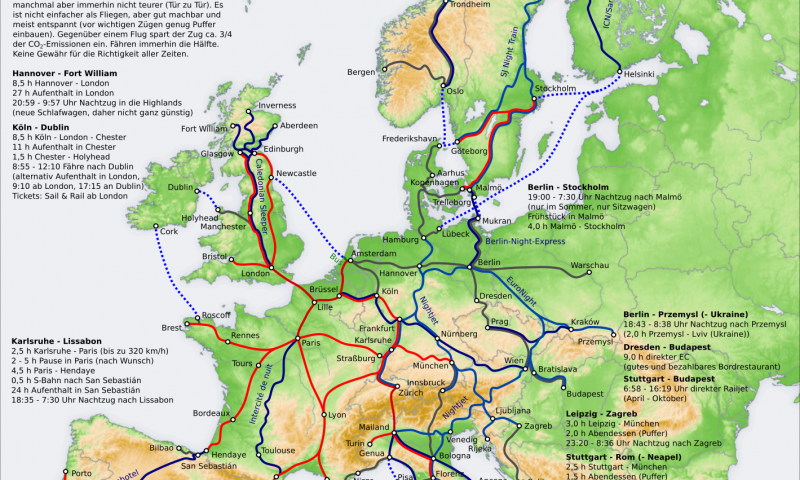 manchmal aber immerhin nicht teurer (Tür zu Tür). Es
ist nicht einfacher als Fliegen, aber gut machbar und
meist entspannt (vor wichtigen Zügen genug Puffer
einbauen). Gegenüber einem Flug spart der Zug ca. 3/4
der CO₂-Emissionen ein. Fähren immerhin die Hälfte.
Keine Gewähr für die Richtigkeit aller Zeiten.
Hannover - Fort William
8,5 h Hannover - London
27 h Aufenthalt in London
20:59 - 9:57 Uhr Nachtzug in die Highlands
(neue Schlafwagen, daher nicht ganz günstig)
Köln - Dublin
8,5 h Köln - London - Chester
11 h Aufenthalt in Chester
1,5 h Chester - Holyhead
8:55 - 12:10 Fähre nach Dublin
(alternativ Aufenthalt in London,
9:10 ab London, 17:15 an Dublin)
Tickets: Sail & Rail ab London
Karlsruhe - Lissabon
2,5 h Karlsruhe - Paris (bis zu 320 km/h)
2 - 5 h Pause in Paris (nach Wunsch)
4,5 h Paris - Hendaye
0,5 h S-Bahn nach San Sebastián
24 h Aufenthalt in San Sebastián
18:35 - 7:30 Uhr Nachtzug nach Lissabon
Berlin - Stockholm
19:00 - 7:30 Uhr Nachtzug nach Malmö
(nur im Sommer, nur Sitzwagen)
Frühstück in Malmö
4,0 h Malmö - Stockholm
Berlin - Przemysl (- Ukraine)
18:43 - 8:38 Uhr Nachtzug nach Przemysl
(2,0 h Przemysl - Lviv (Ukraine))
Dresden - Budapest
9,0 h direkter EC
(gutes und bezahlbares Bordrestaurant)
Stuttgart - Budapest
6:58 - 16:19 Uhr direkter Railjet
(April - Oktober)
Leipzig - Zagreb
3,0 h Leipzig - München
2,0 h Abendessen (Puffer)
23:20 - 8:36 Uhr Nachtzug nach Zagreb
Stuttgart - Rom (- Neapel)
2,5 h Stuttgart - München
1,5 h Abendessen (Puffer)
Trondheim
Bergen
Oslo
SJ Night Train
ICN/San
Helsinki
Stockholm
Inverness
Fort William
Aberdeen
Glasgow
Edinburgh
Caledonian Sleeper
Newcastle
Frederikshavn
Göteborg
Aarhus
Kopenhagen
Malmö
Trelleborg
Dublin
Holyhead
Manchester
Cork
Bristol
London
Bus
Amsterdam
Hamburg
Lübeck
Mukran
Berlin-Night-Express
Hannover
Berlin
Warschau
Brüssel
Lille
Köln
Nightjet
EuroNight
Dresden
Roscoff
Brest
Rennes
Paris
Frankfurt
Karlsruhe
Nürnberg
Prag
Kraków
Przemyśl
Tours
Intercité de nuit
Straßburg
München
Wien
Bratislava
Zürich
Innsbruck
Budapest
Bordeaux
Lyon
Mailand
Nightjet
Ljubljana
Zagreb
Turin
Genua
Venedig
Rijeka
Bologna
Bilbao
Hendaye
San Sebastián
Toulouse
Porto
hotel
Pisa
Florenz